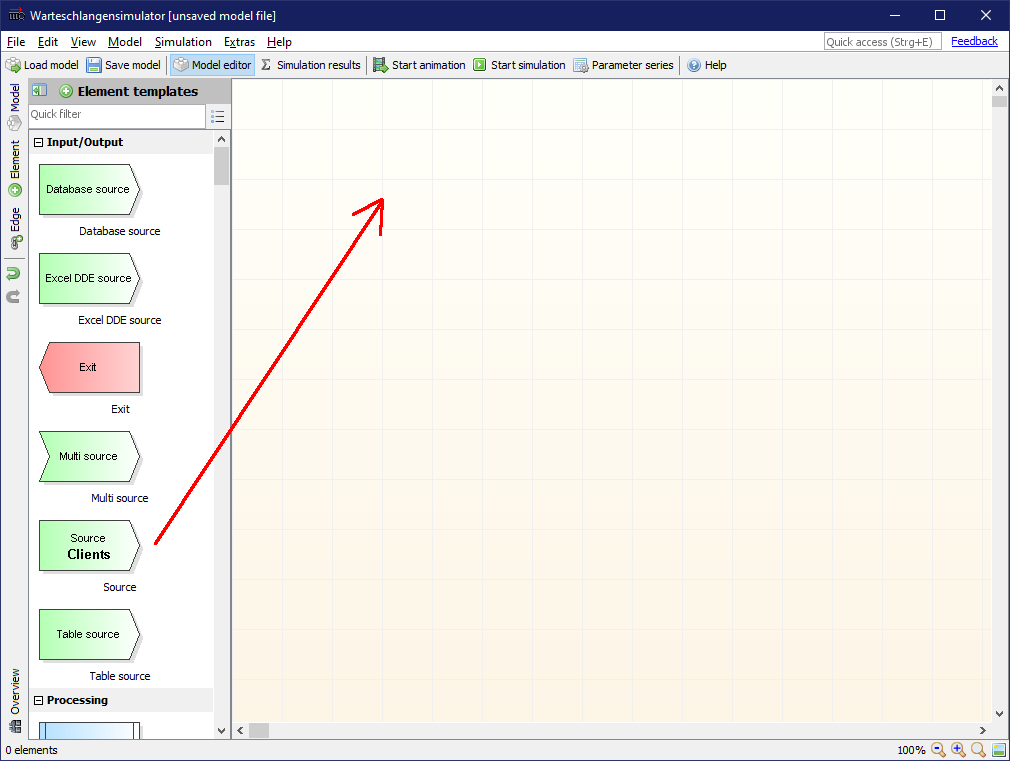 Warteschlangensimulator [unsaved model file]
File Edit View Model Simulation Extras Help Quick access (Strg+E) Feedback
Load model Save model Model editor Σ Simulation results Start animation Start simulation Parameter series Help
Model
Element
Edge
Overview
Element templates
Quick filter
Input/Output
Database source
Database source
Excel DDE source
Excel DDE source
Exit
Exit
Multi source
Multi source
Source
Clients
Source
Table source
Table source
Processing
0 elements 100%